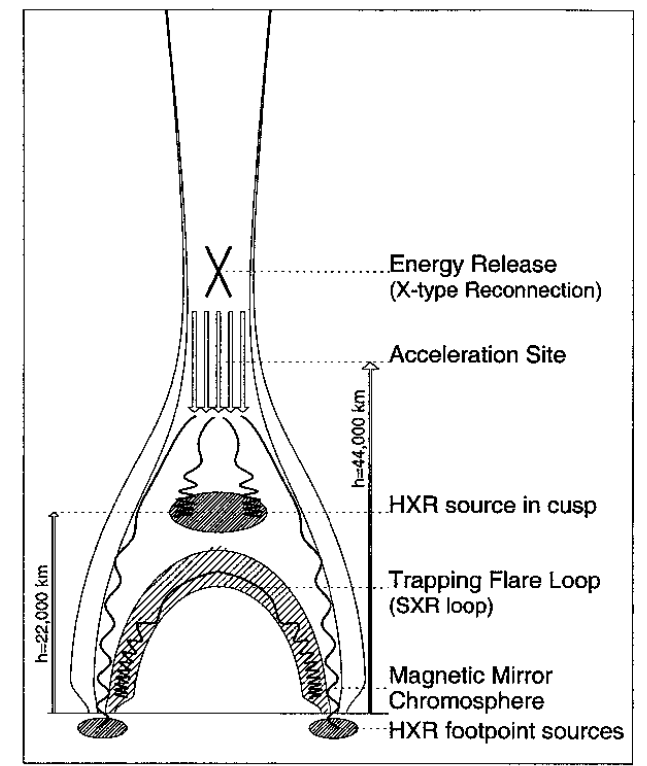 Energy Release
(X-type Reconnection)
Acceleration Site
h=44,000 km
HXR source in cusp
h=22,000 km
Trapping Flare Loop
(SXR loop)
Magnetic Mirror
Chromosphere
HXR footpoint sources